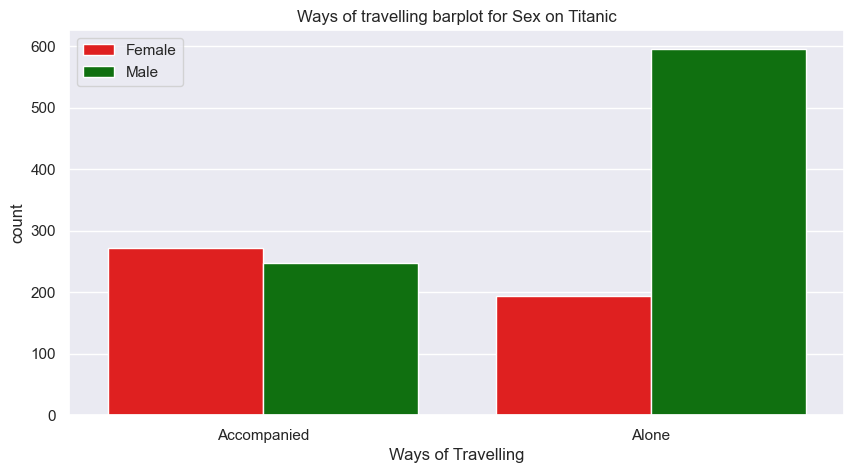 Ways of travelling barplot for Sex on Titanic
Female
Male
600
500
400
300
200
100
0
count
Accompanied
Alone
Ways of Travelling